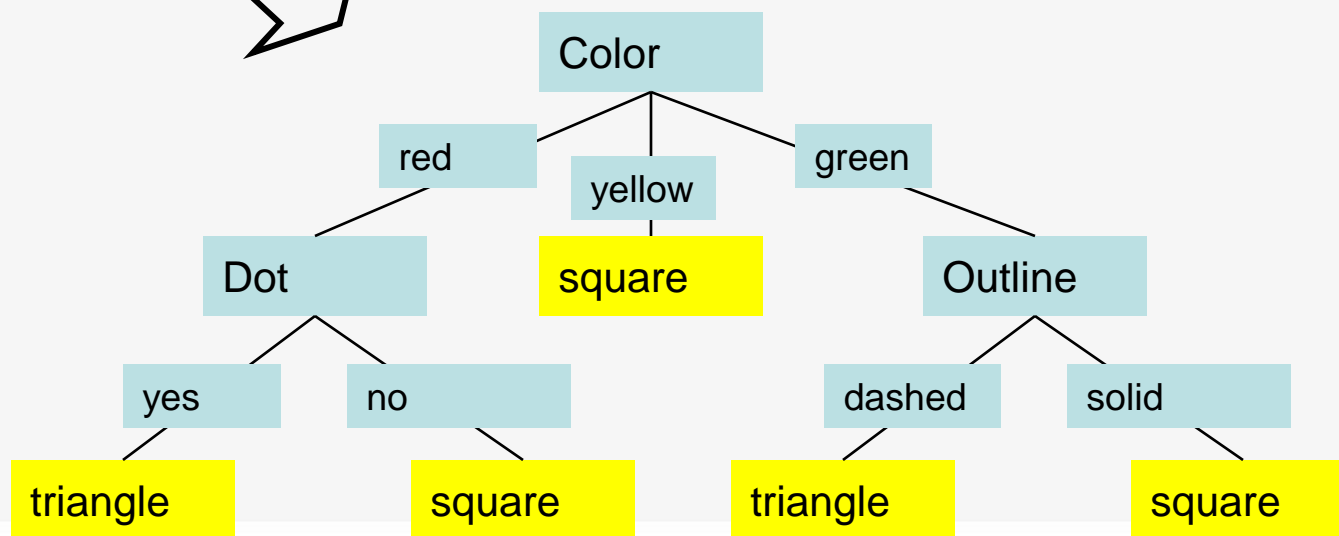 Color
red
yellow
green
Dot
square
Outline
yes
no
dashed
solid
triangle
square
triangle
square